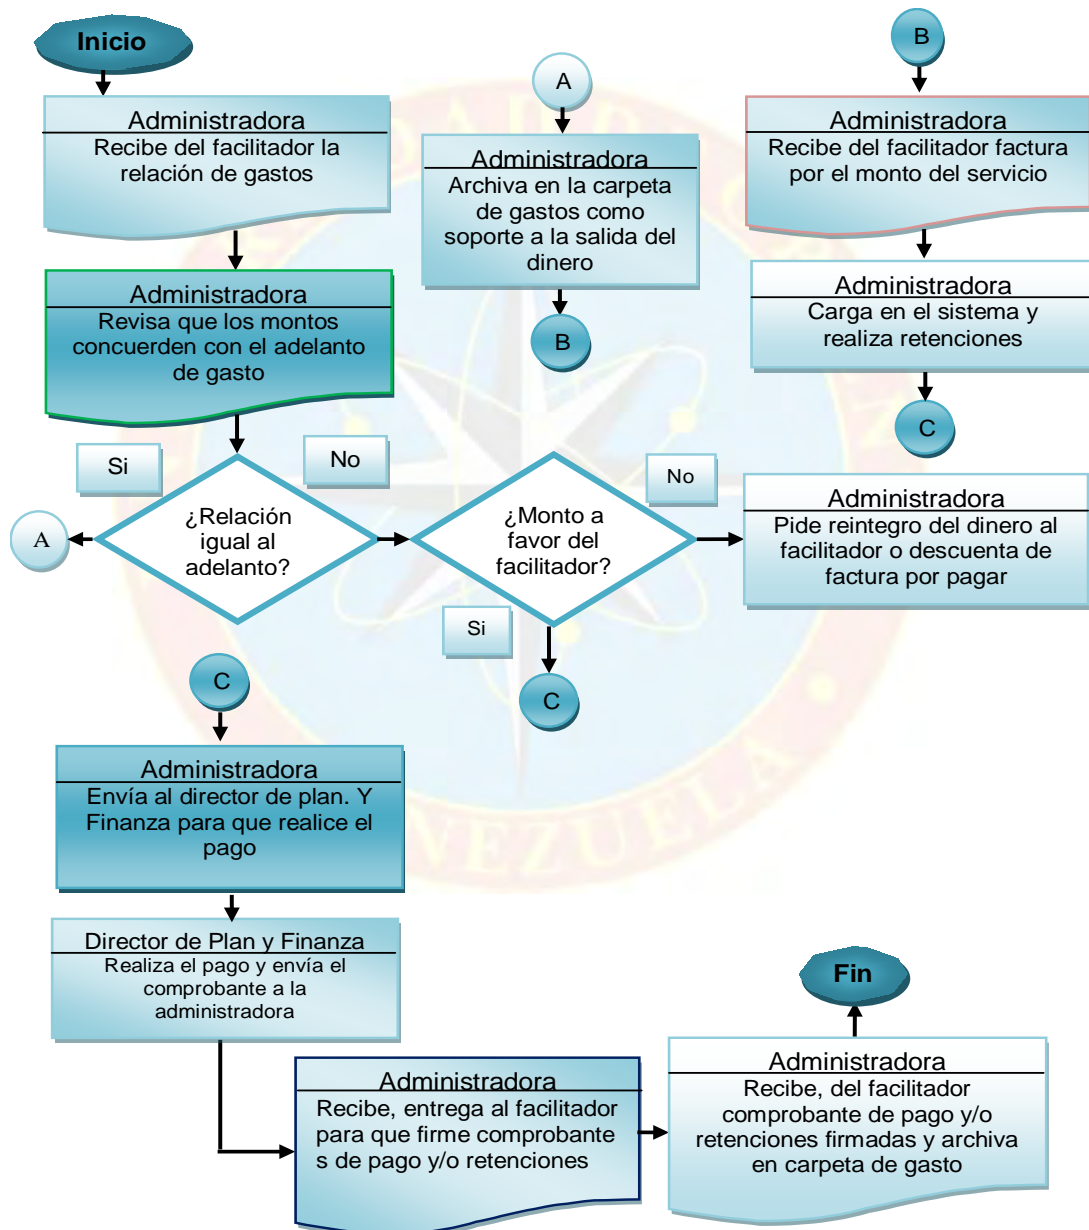 Inicio
Administradora
Recibe del facilitador la
relación de gastos
Administradora
Revisa que los montos
concuerden con el adelanto
de gasto
Si
No
¿Relación
igual al
adelanto?
A
A
Administradora
Archiva en la carpeta
de gastos como
soporte a la salida del
dinero
B
B
Administradora
Recibe del facilitador factura
por el monto del servicio
Administradora
Carga en el sistema y
realiza retenciones
C
¿Monto a
favor del
facilitador?
No
Si
C
Administradora
Pide reintegro del dinero al
facilitador o descuenta de
factura por pagar
C
Administradora
Envía al director de plan. Y
Finanza para que realice el
pago
Director de Plan y Finanza
Realiza el pago y envía el
comprobante a la
administradora
Administradora
Recibe, entrega al facilitador
para que firme comprobante
s de pago y/o retenciones
Administradora
Recibe, del facilitador
comprobante de pago y/o
retenciones firmadas y archiva
en carpeta de gasto
Fin